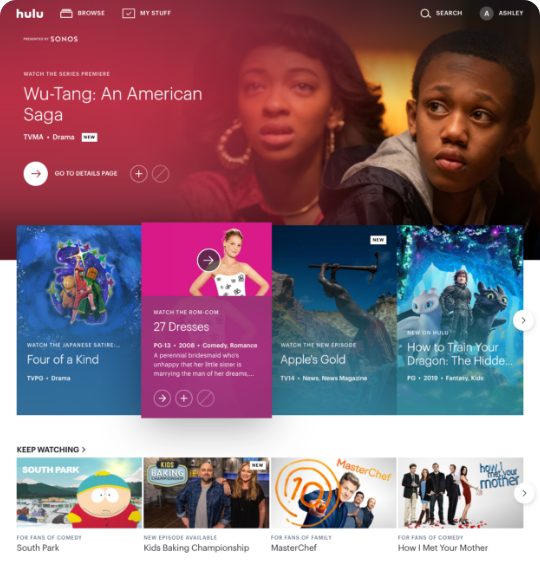 hulu
BROWSE
MY STUFF
SEARCH
A
ASHLEY
PRESENTED BY SONOS
WATCH THE SERIES PREMIERE
Wu-Tang: An American
Saga
TVMA • Drama NEW
GO TO DETAILS PAGE
NEW
WATCH THE JAPANESE SATIRE:...
Four of a Kind
TVPG • Drama
WATCH THE ROM-COM
27 Dresses
PG-13 • 2008 • Comedy, Romance
A perennial bridesmaid who's
unhappy that her little sister is
marrying the man of her dreams,...
WATCH THE NEW EPISODE
Apple's Gold
TV14 • News, News Magazine
NEW ON HULU
How to Train Your
Dragon: The Hidde...
PG • 2019 • Fantasy, Kids
KEEP WATCHING
SOUTH PARK
KIDS
BAKING
CHAMPIONSHIP
NEW
MasterChef
10
how i met your
mother
FOR FANS OF COMEDY
South Park
NEW EPISODE AVAILABLE
Kids Baking Championship
FOR FANS OF FAMILY
MasterChef
FOR FANS OF COMEDY
How I Met Your Mother